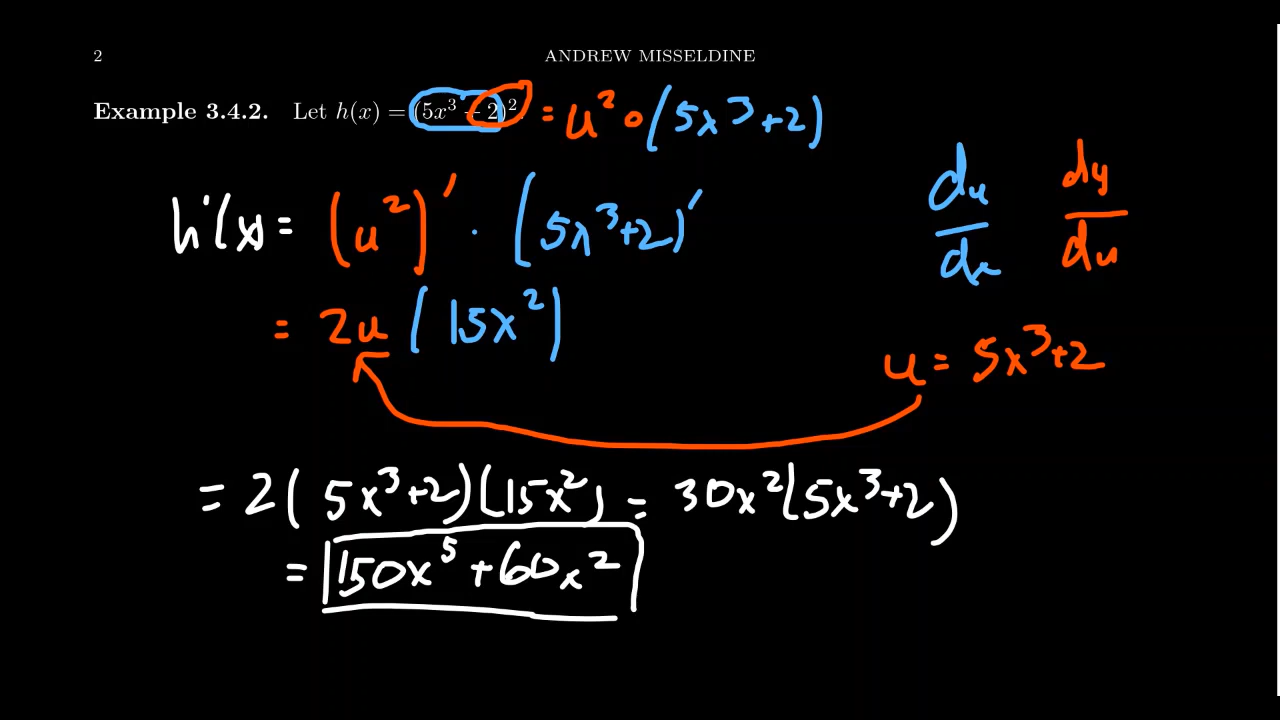 2 ANDREW MISSELDINE
Example 3.4.2. Let h(x) = (5x³ − 2)². = u² ∘ (5x³+2)
h'(x) = (u²)' · (5x³+2)'
du/dx dy/du
= 2u (15x²)
u = 5x³+2
= 2(5x³+2)(15x²) = 30x²(5x³+2)
= 150x⁵ + 60x²